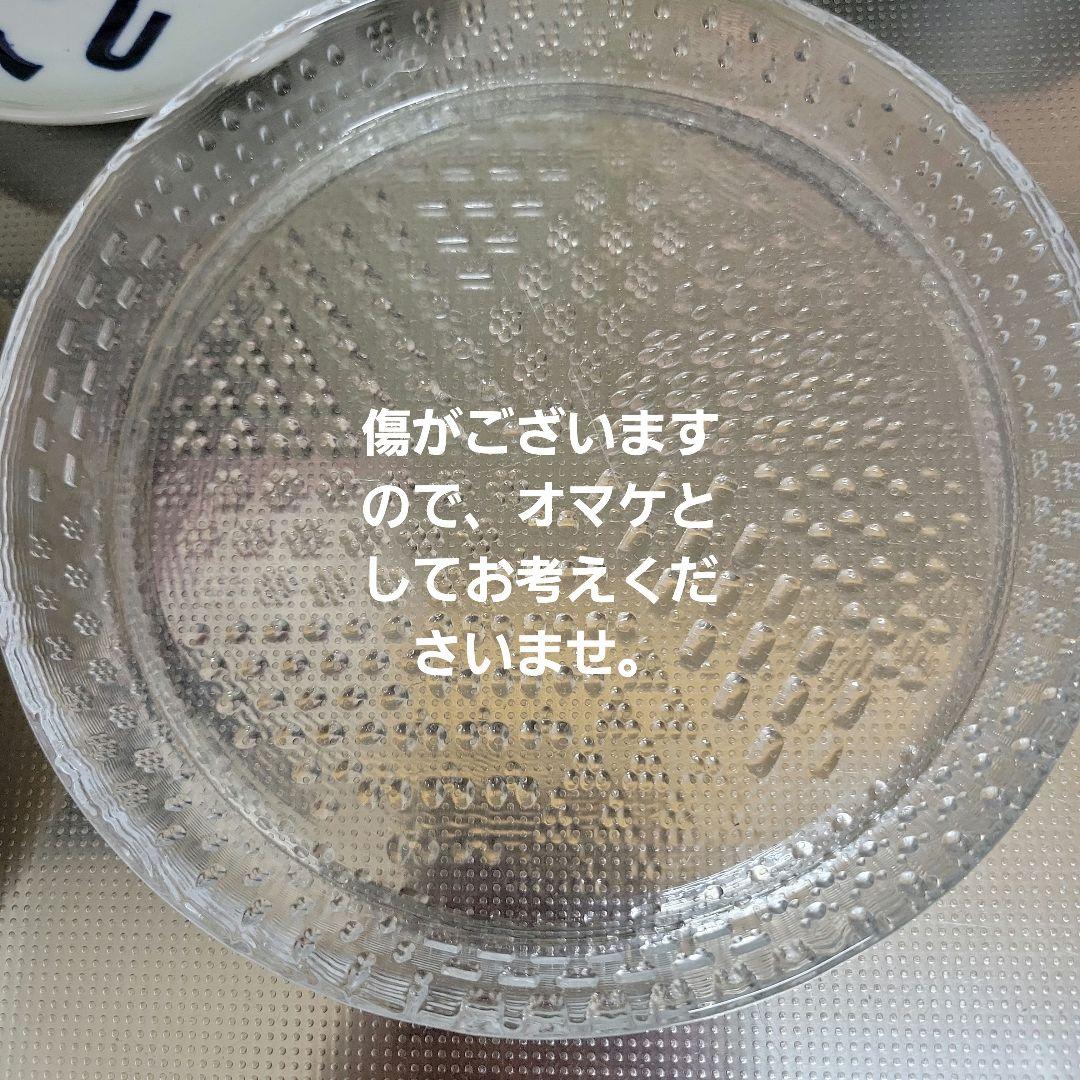 U
傷がございます
ので、オマケと
してお考えくだ
さいませ。